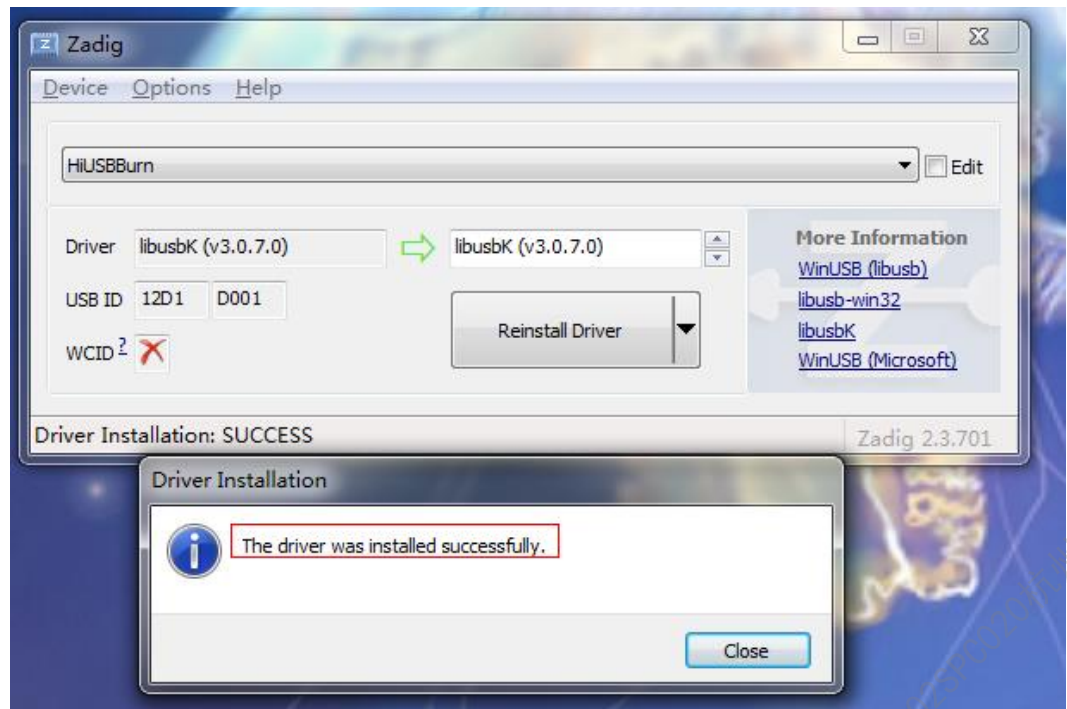 Zadig
Device Options Help
HiUSBBurn
Edit
Driver libusbK (v3.0.7.0) libusbK (v3.0.7.0)
USB ID 12D1 D001
WCID ?
Reinstall Driver
More Information
WinUSB (libusb)
libusb-win32
libusbK
WinUSB (Microsoft)
Driver Installation: SUCCESS
Zadig 2.3.701
Driver Installation
The driver was installed successfully.
Close